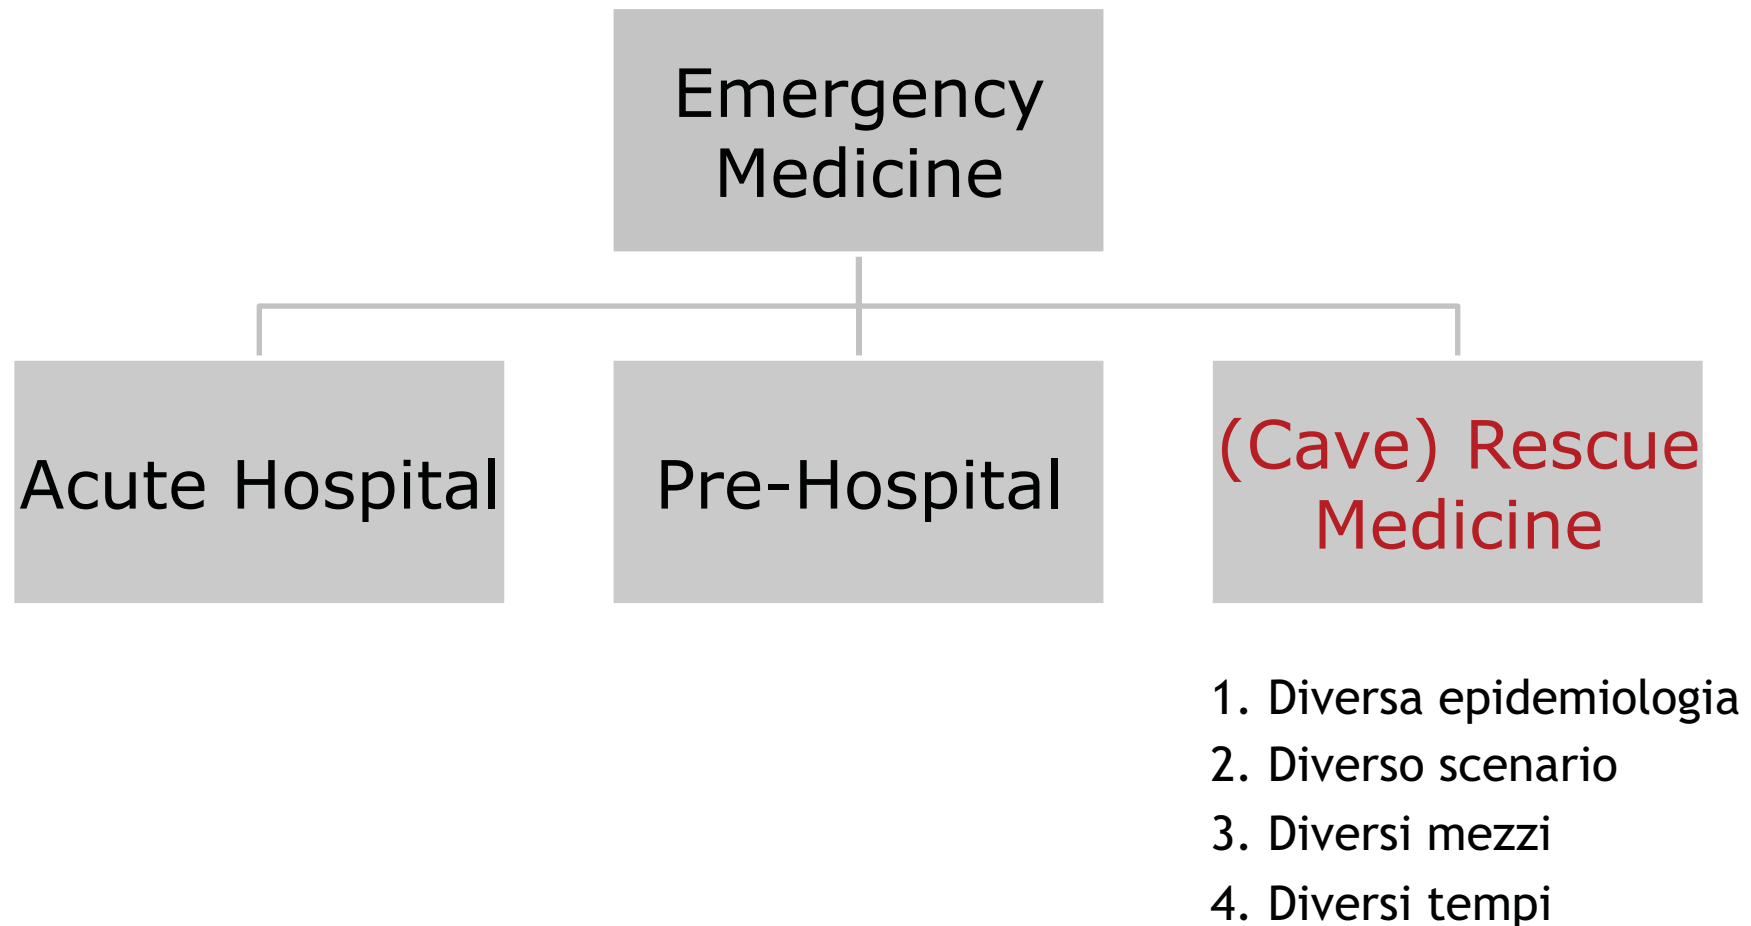 Emergency
Medicine
Acute Hospital
Pre-Hospital
(Cave) Rescue
Medicine
1. Diversa epidemiologia
2. Diverso scenario
3. Diversi mezzi
4. Diversi tempi